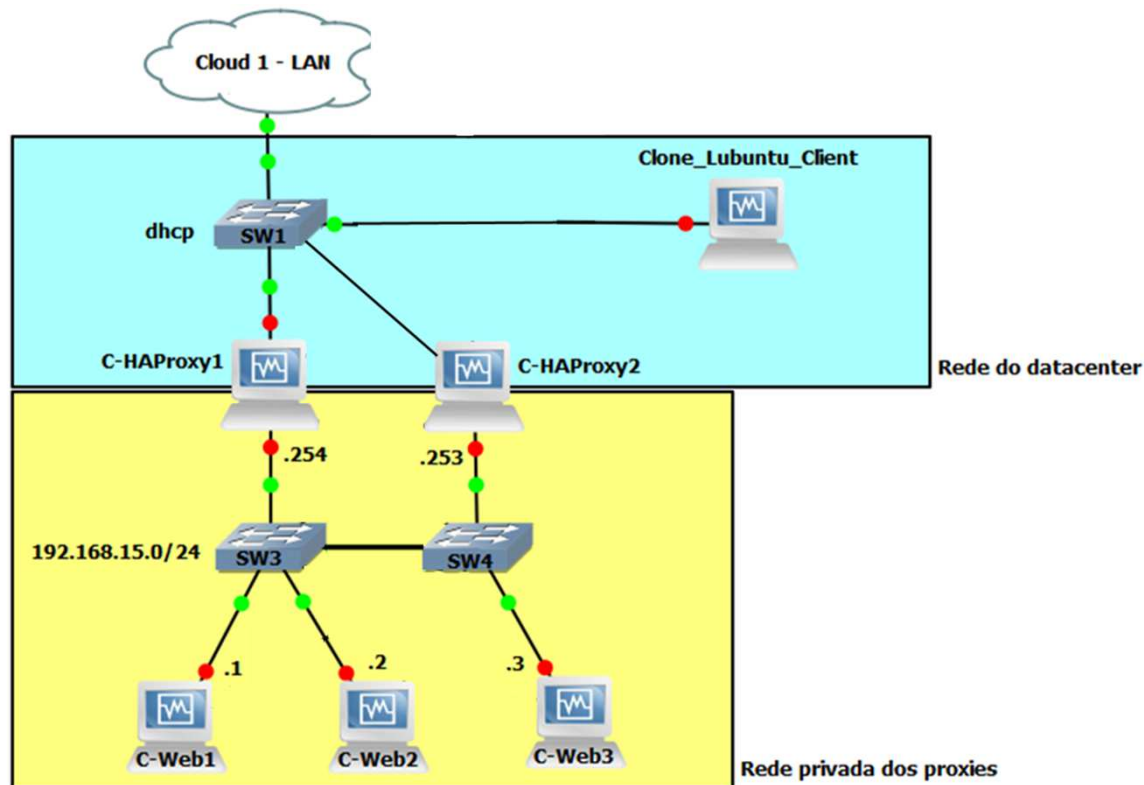 Cloud 1 - LAN
Clone_Lubuntu_Client
dhcp
SW1
C-HAProxy1
C-HAProxy2
Rede do datacenter
.254
.253
192.168.15.0/24
SW3
SW4
.1
.2
.3
C-Web1
C-Web2
C-Web3
Rede privada dos proxies